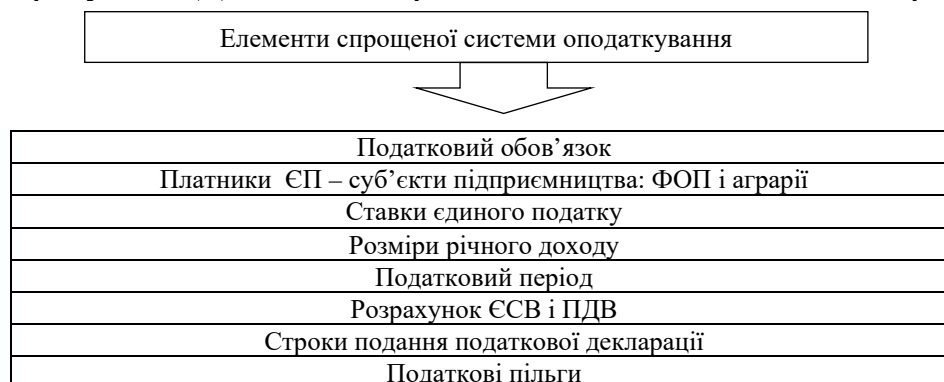 Елементи спрощеної системи оподаткування
Податковий обов’язок
Платники ЄП – суб’єкти підприємництва: ФОП і аграрії
Ставки єдиного податку
Розміри річного доходу
Податковий період
Розрахунок ЄСВ і ПДВ
Строки подання податкової декларації
Податкові пільги